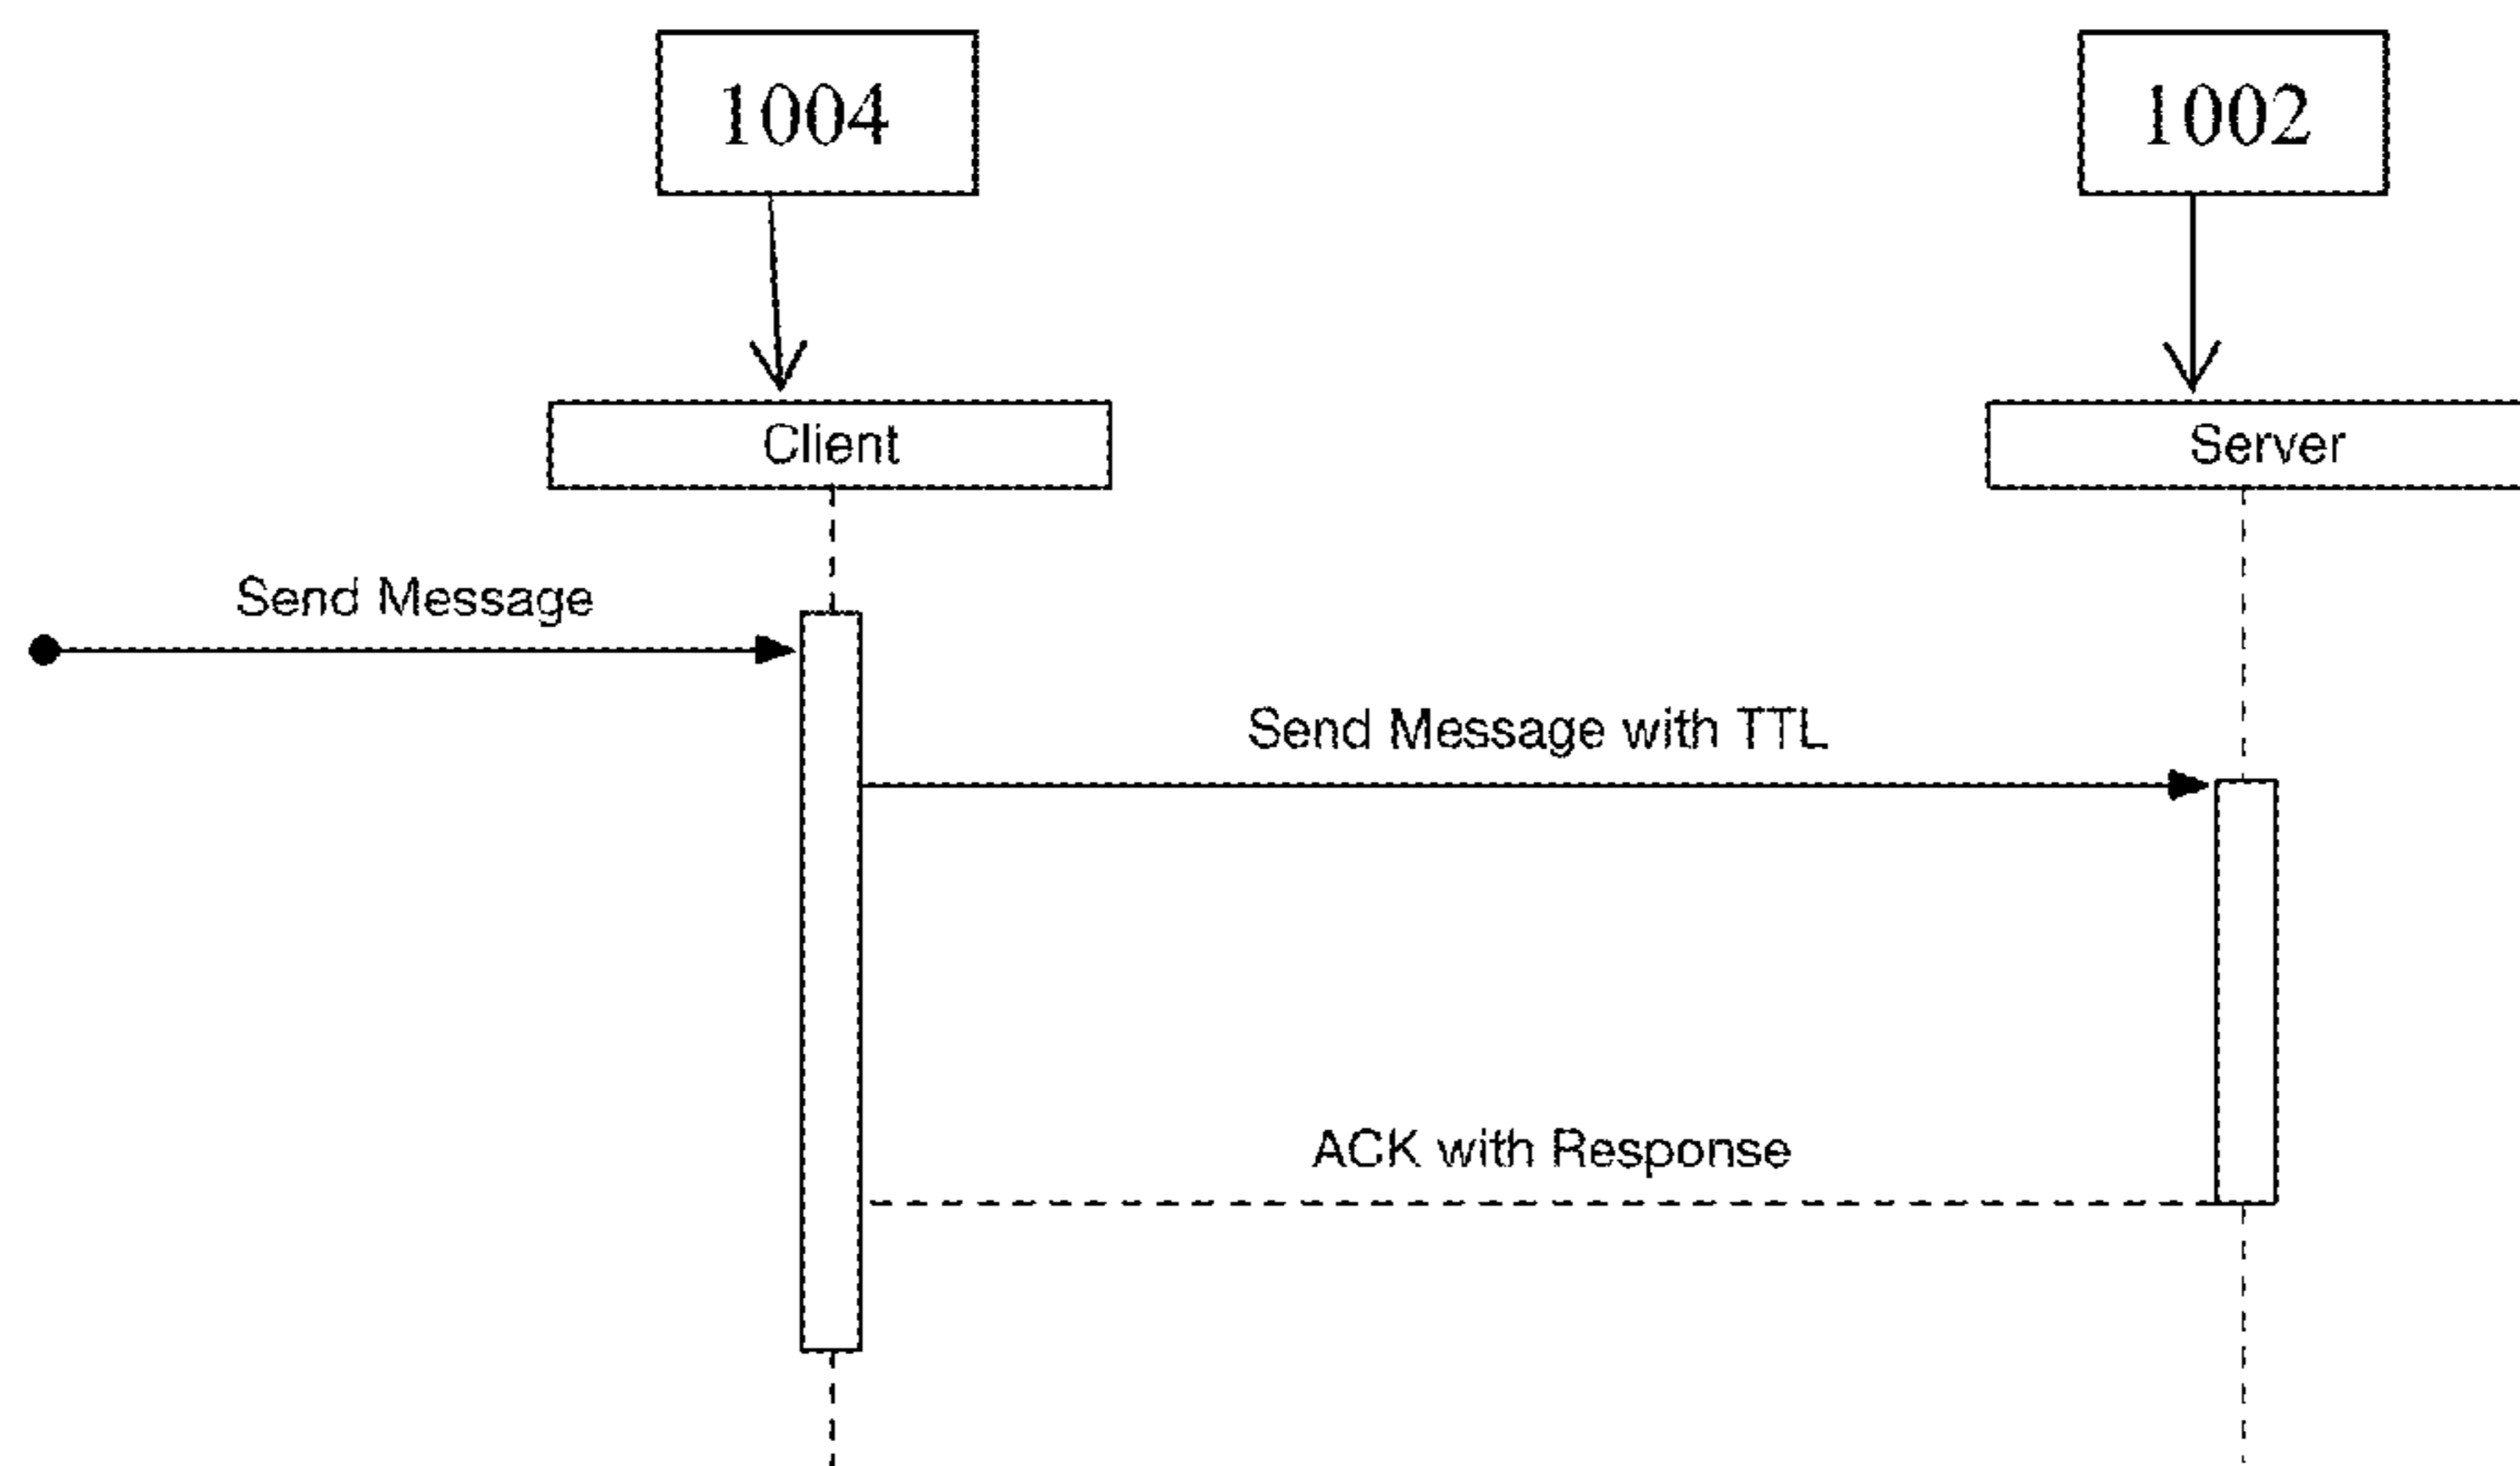 1004
1002
Client
Server
Send Message
Send Message with TTL
ACK with Response